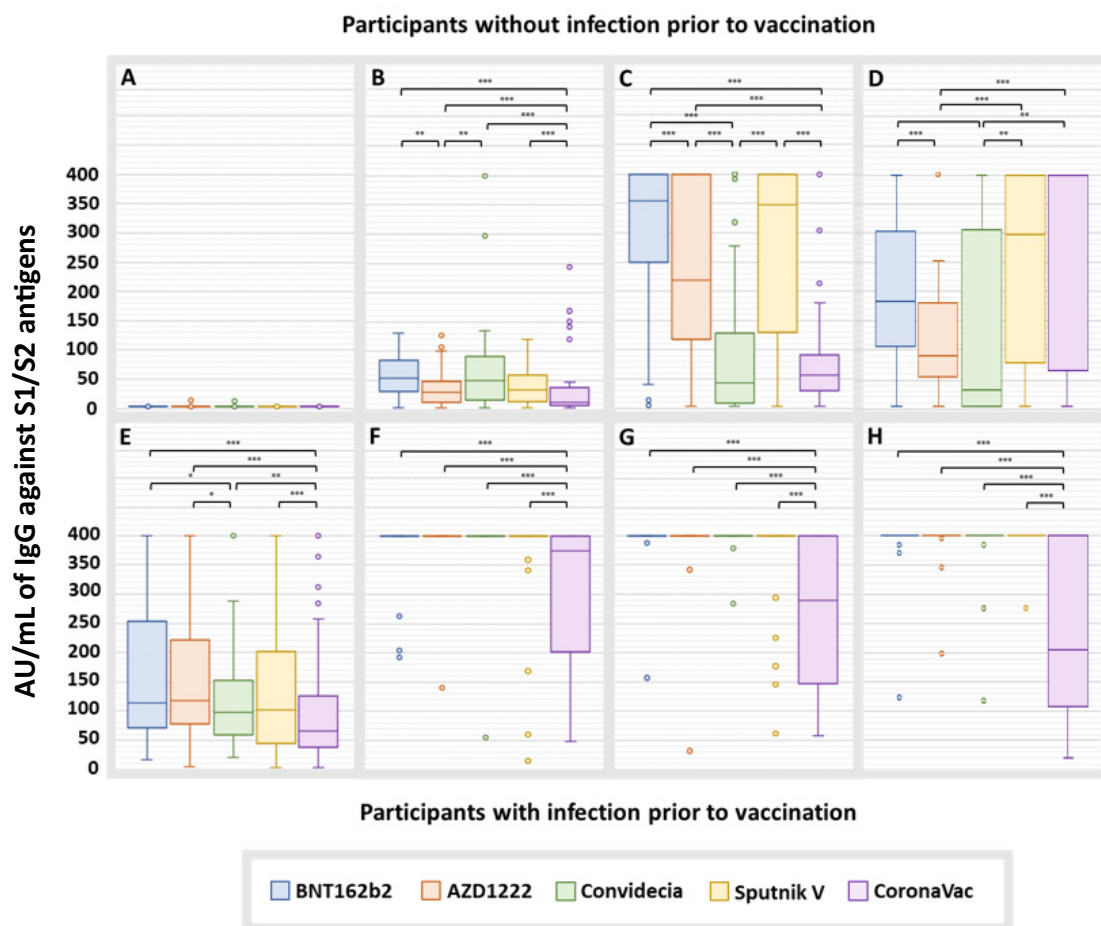 Participants without infection prior to vaccination
A B C D
*** *** ***
*** *** *** ***
*** *** **
** ** *** *** *** *** *** *** *** **
AU/mL of IgG against S1/S2 antigens
400
350
300
250
200
150
100
50
0
E F G H
*** *** *** ***
*** *** *** ***
* ** *** *** ***
* *** *** *** ***
400
350
300
250
200
150
100
50
0
Participants with infection prior to vaccination
BNT162b2 AZD1222 Convidecia Sputnik V CoronaVac